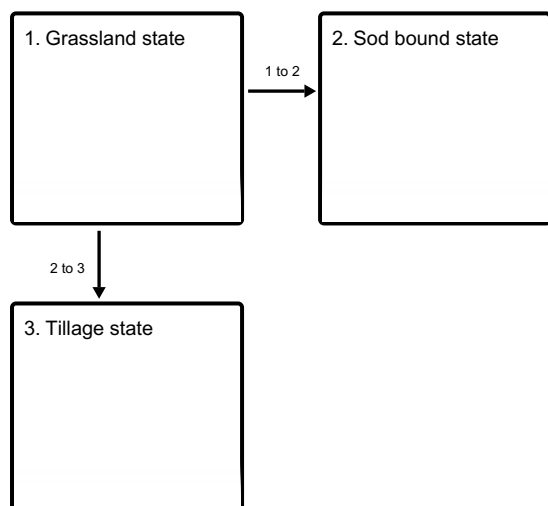 1. Grassland state
2. Sod bound state
1 to 2
2 to 3
3. Tillage state